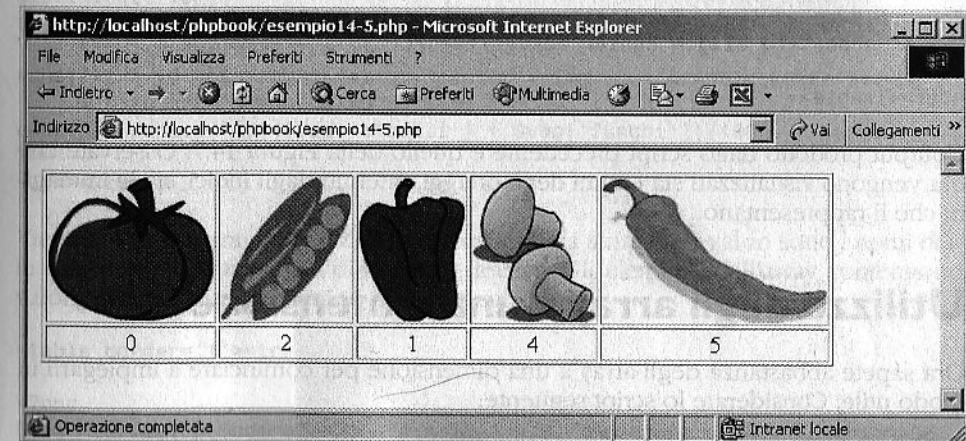 http://localhost/phpbook/esempio14-5.php - Microsoft Internet Explorer
File Modifica Visualizza Preferiti Strumenti ?
Indietro Cerca Preferiti Multimedia
Indirizzo http://localhost/phpbook/esempio14-5.php Vai Collegamenti »
0 2 1 4 5
Operazione completata Intranet locale